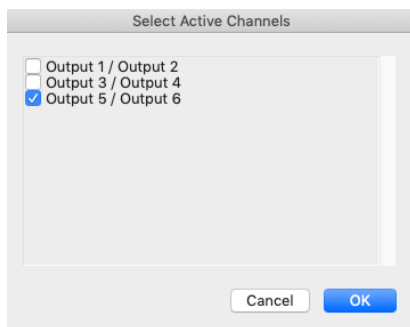 Select Active Channels
Output 1 / Output 2
Output 3 / Output 4
Output 5 / Output 6
Cancel OK